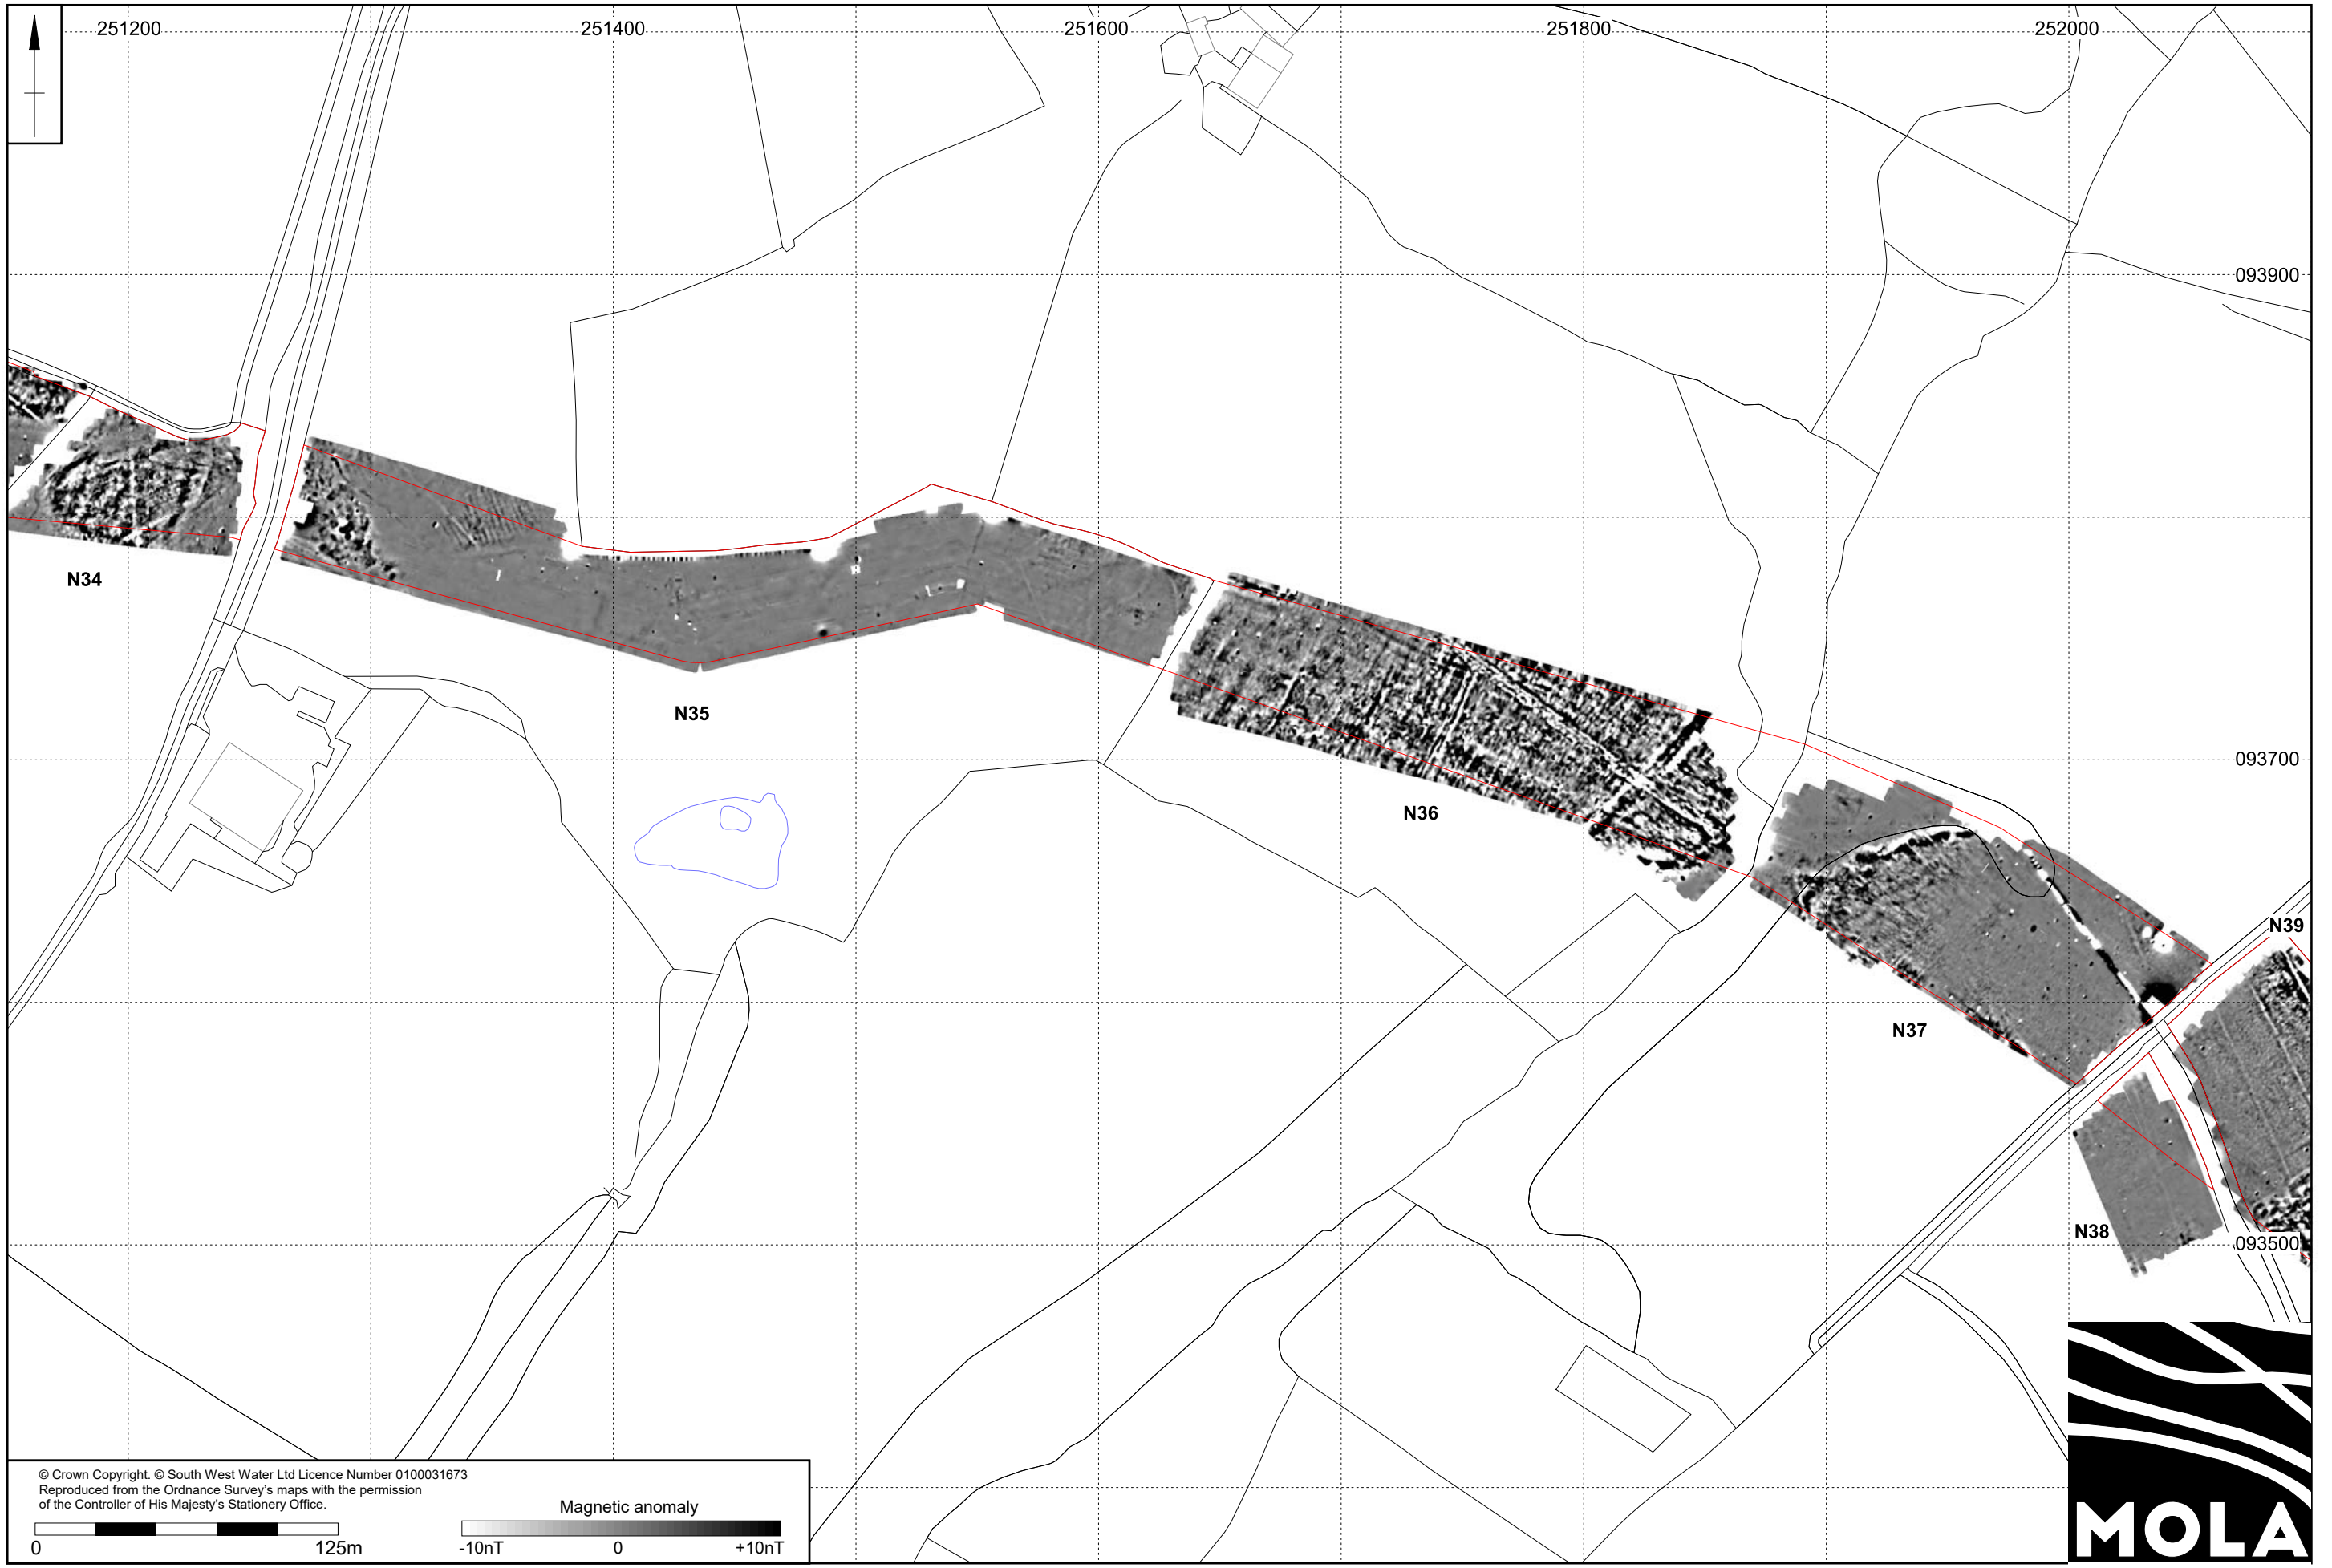 251200
251400
251600
251800
252000
093900
N34
N35
093700
N36
N39
N37
N38
093500
© Crown Copyright. © South West Water Ltd Licence Number 0100031673
Reproduced from the Ordnance Survey's maps with the permission
of the Controller of His Majesty's Stationery Office.
Magnetic anomaly
0
125m
-10nT
0
+10nT
MOLA